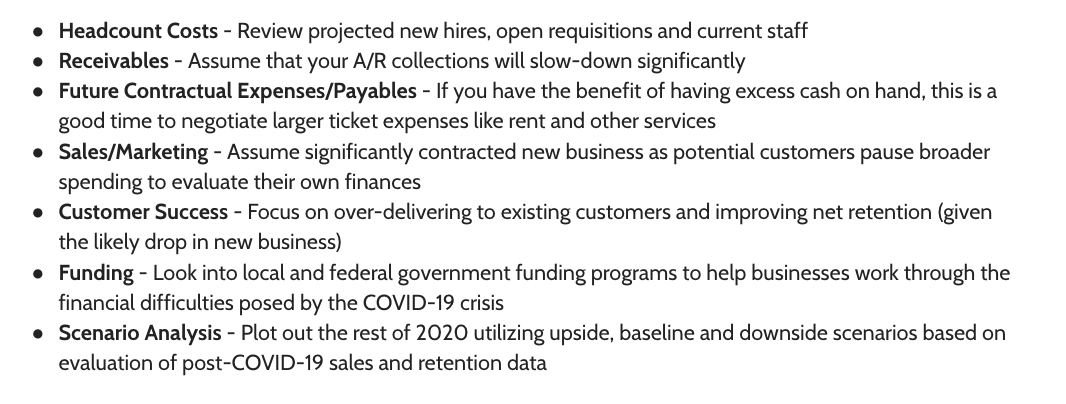 ● Headcount Costs - Review projected new hires, open requisitions and current staff
● Receivables - Assume that your A/R collections will slow-down significantly
● Future Contractual Expenses/Payables - If you have the benefit of having excess cash on hand, this is a
good time to negotiate larger ticket expenses like rent and other services
● Sales/Marketing - Assume significantly contracted new business as potential customers pause broader
spending to evaluate their own finances
● Customer Success - Focus on over-delivering to existing customers and improving net retention (given
the likely drop in new business)
● Funding - Look into local and federal government funding programs to help businesses work through the
financial difficulties posed by the COVID-19 crisis
● Scenario Analysis - Plot out the rest of 2020 utilizing upside, baseline and downside scenarios based on
evaluation of post-COVID-19 sales and retention data